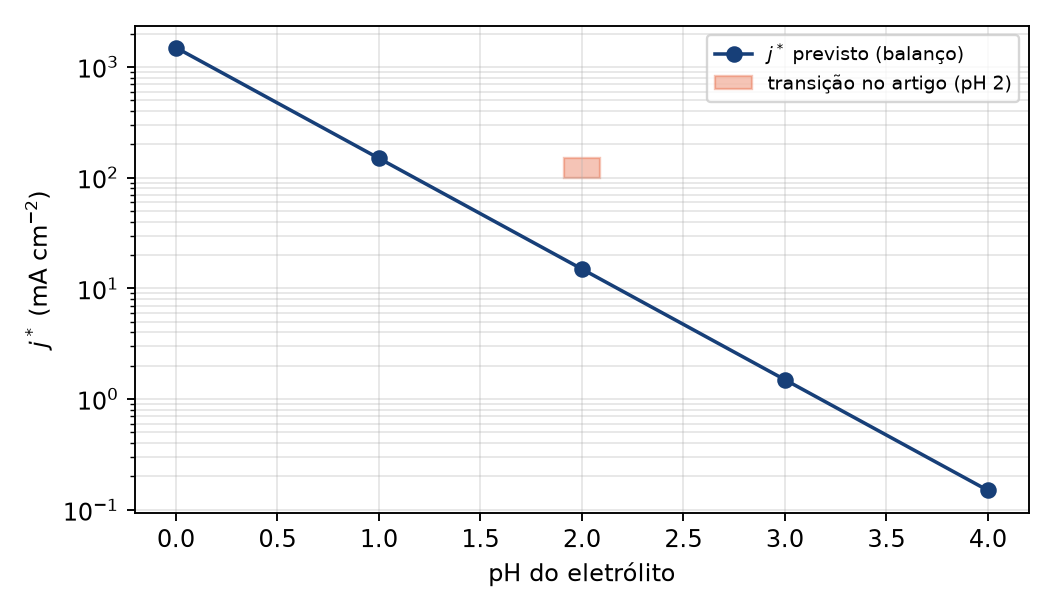 j* previsto (balanço)
transição no artigo (pH 2)
j* (mA cm⁻²)
10³
10²
10¹
10⁰
10⁻¹
0.0 0.5 1.0 1.5 2.0 2.5 3.0 3.5 4.0
pH do eletrólito